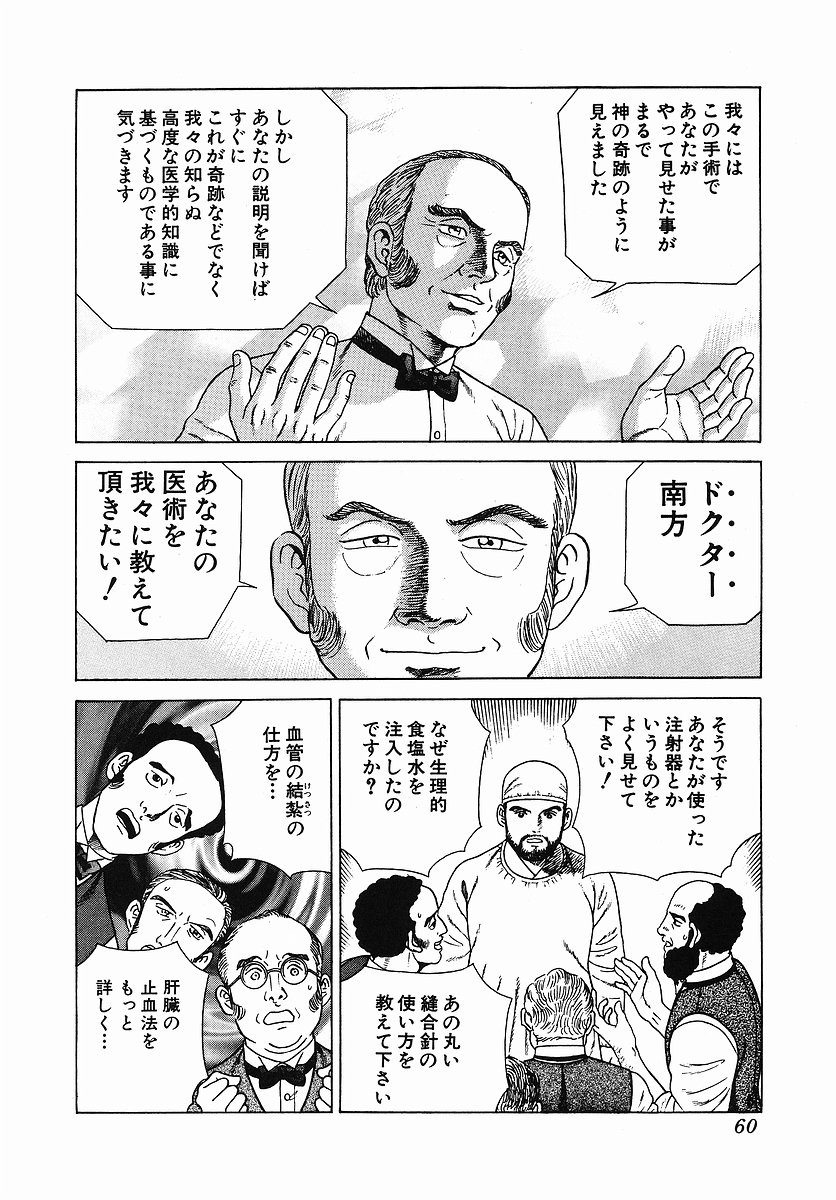 我々には
この手術で
あなたが
やって見せた事が
まるで
神の奇跡のように
見えました
しかし
あなたの説明を聞けば
すぐに
これが奇跡などでなく
我々の知らぬ
高度な医学的知識に
基づくものである事に
気づきます
ドクター
南方
あなたの
医術を
我々に教えて
頂きたい!
そうです
あなたが使った
注射器とか
いうものを
よく見せて
下さい!
なぜ生理的
食塩水を
注入したの
ですか?
あの丸い
縫合針の
使い方を
教えて下さい
血管の結紮の
けっさつ
仕方を…
肝臓の
止血法を
もっと
詳しく…
60